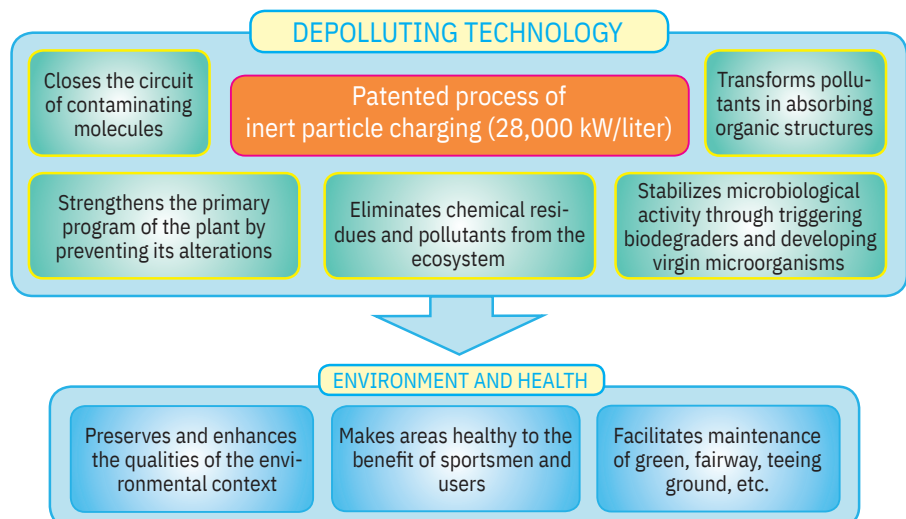 DEPOLLUTING TECHNOLOGY
Closes the circuit
of contaminating
molecules
Patented process of
inert particle charging (28,000 kW/liter)
Transforms pollu-
tants in absorbing
organic structures
Strengthens the primary
program of the plant by
preventing its alterations
Eliminates chemical resi-
dues and pollutants from the
ecosystem
Stabilizes microbiological
activity through triggering
biodegraders and developing
virgin microorganisms
ENVIRONMENT AND HEALTH
Preserves and enhances
the qualities of the envi-
ronmental context
Makes areas healthy to the
benefit of sportsmen and
users
Facilitates maintenance
of green, fairway, teeing
ground, etc.